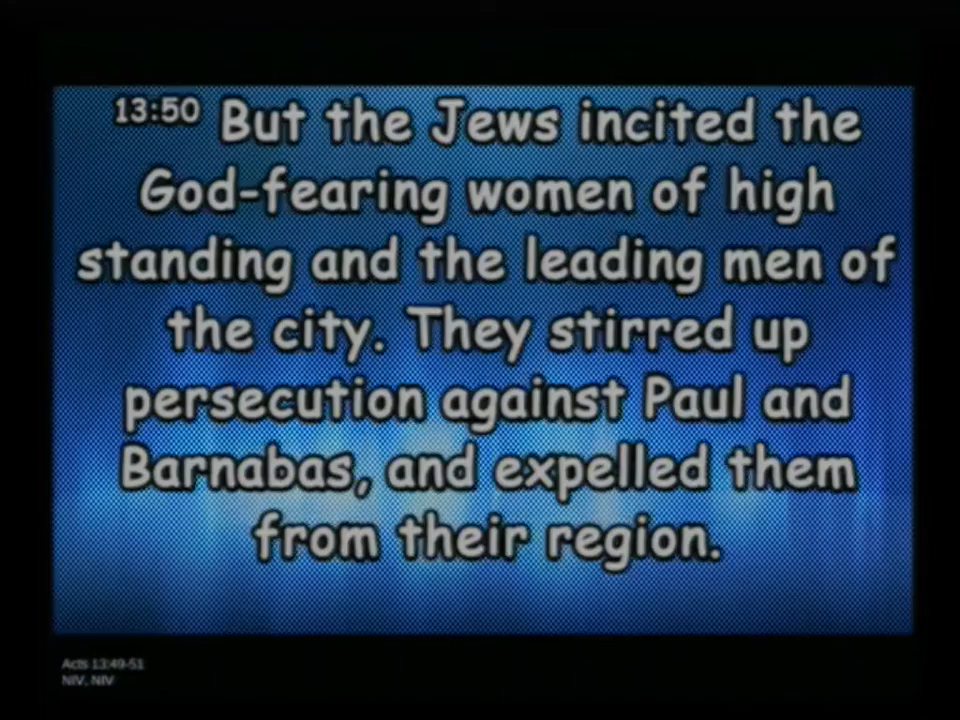 13:50 But the Jews incited the
God-fearing women of high
standing and the leading men of
the city. They stirred up
persecution against Paul and
Barnabas, and expelled them
from their region.
Acts 13:49-51
NIV, NIV